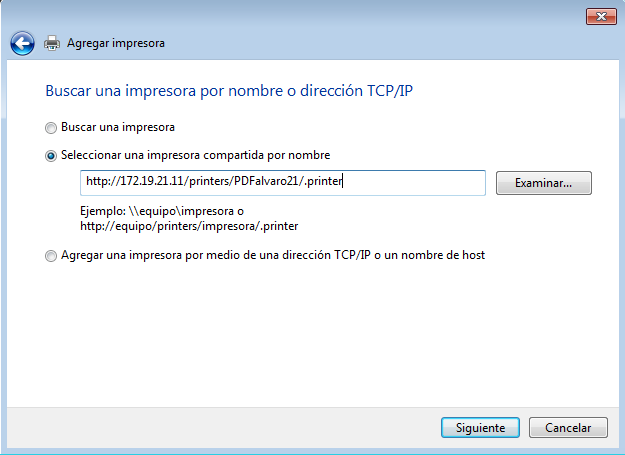 Agregar impresora
Buscar una impresora por nombre o dirección TCP/IP
Buscar una impresora
Seleccionar una impresora compartida por nombre
http://172.19.21.11/printers/PDFalvaro21/.printer
Examinar...
Ejemplo: \\equipo\impresora o
http://equipo/printers/impresora/.printer
Agregar una impresora por medio de una dirección TCP/IP o un nombre de host
Siguiente
Cancelar